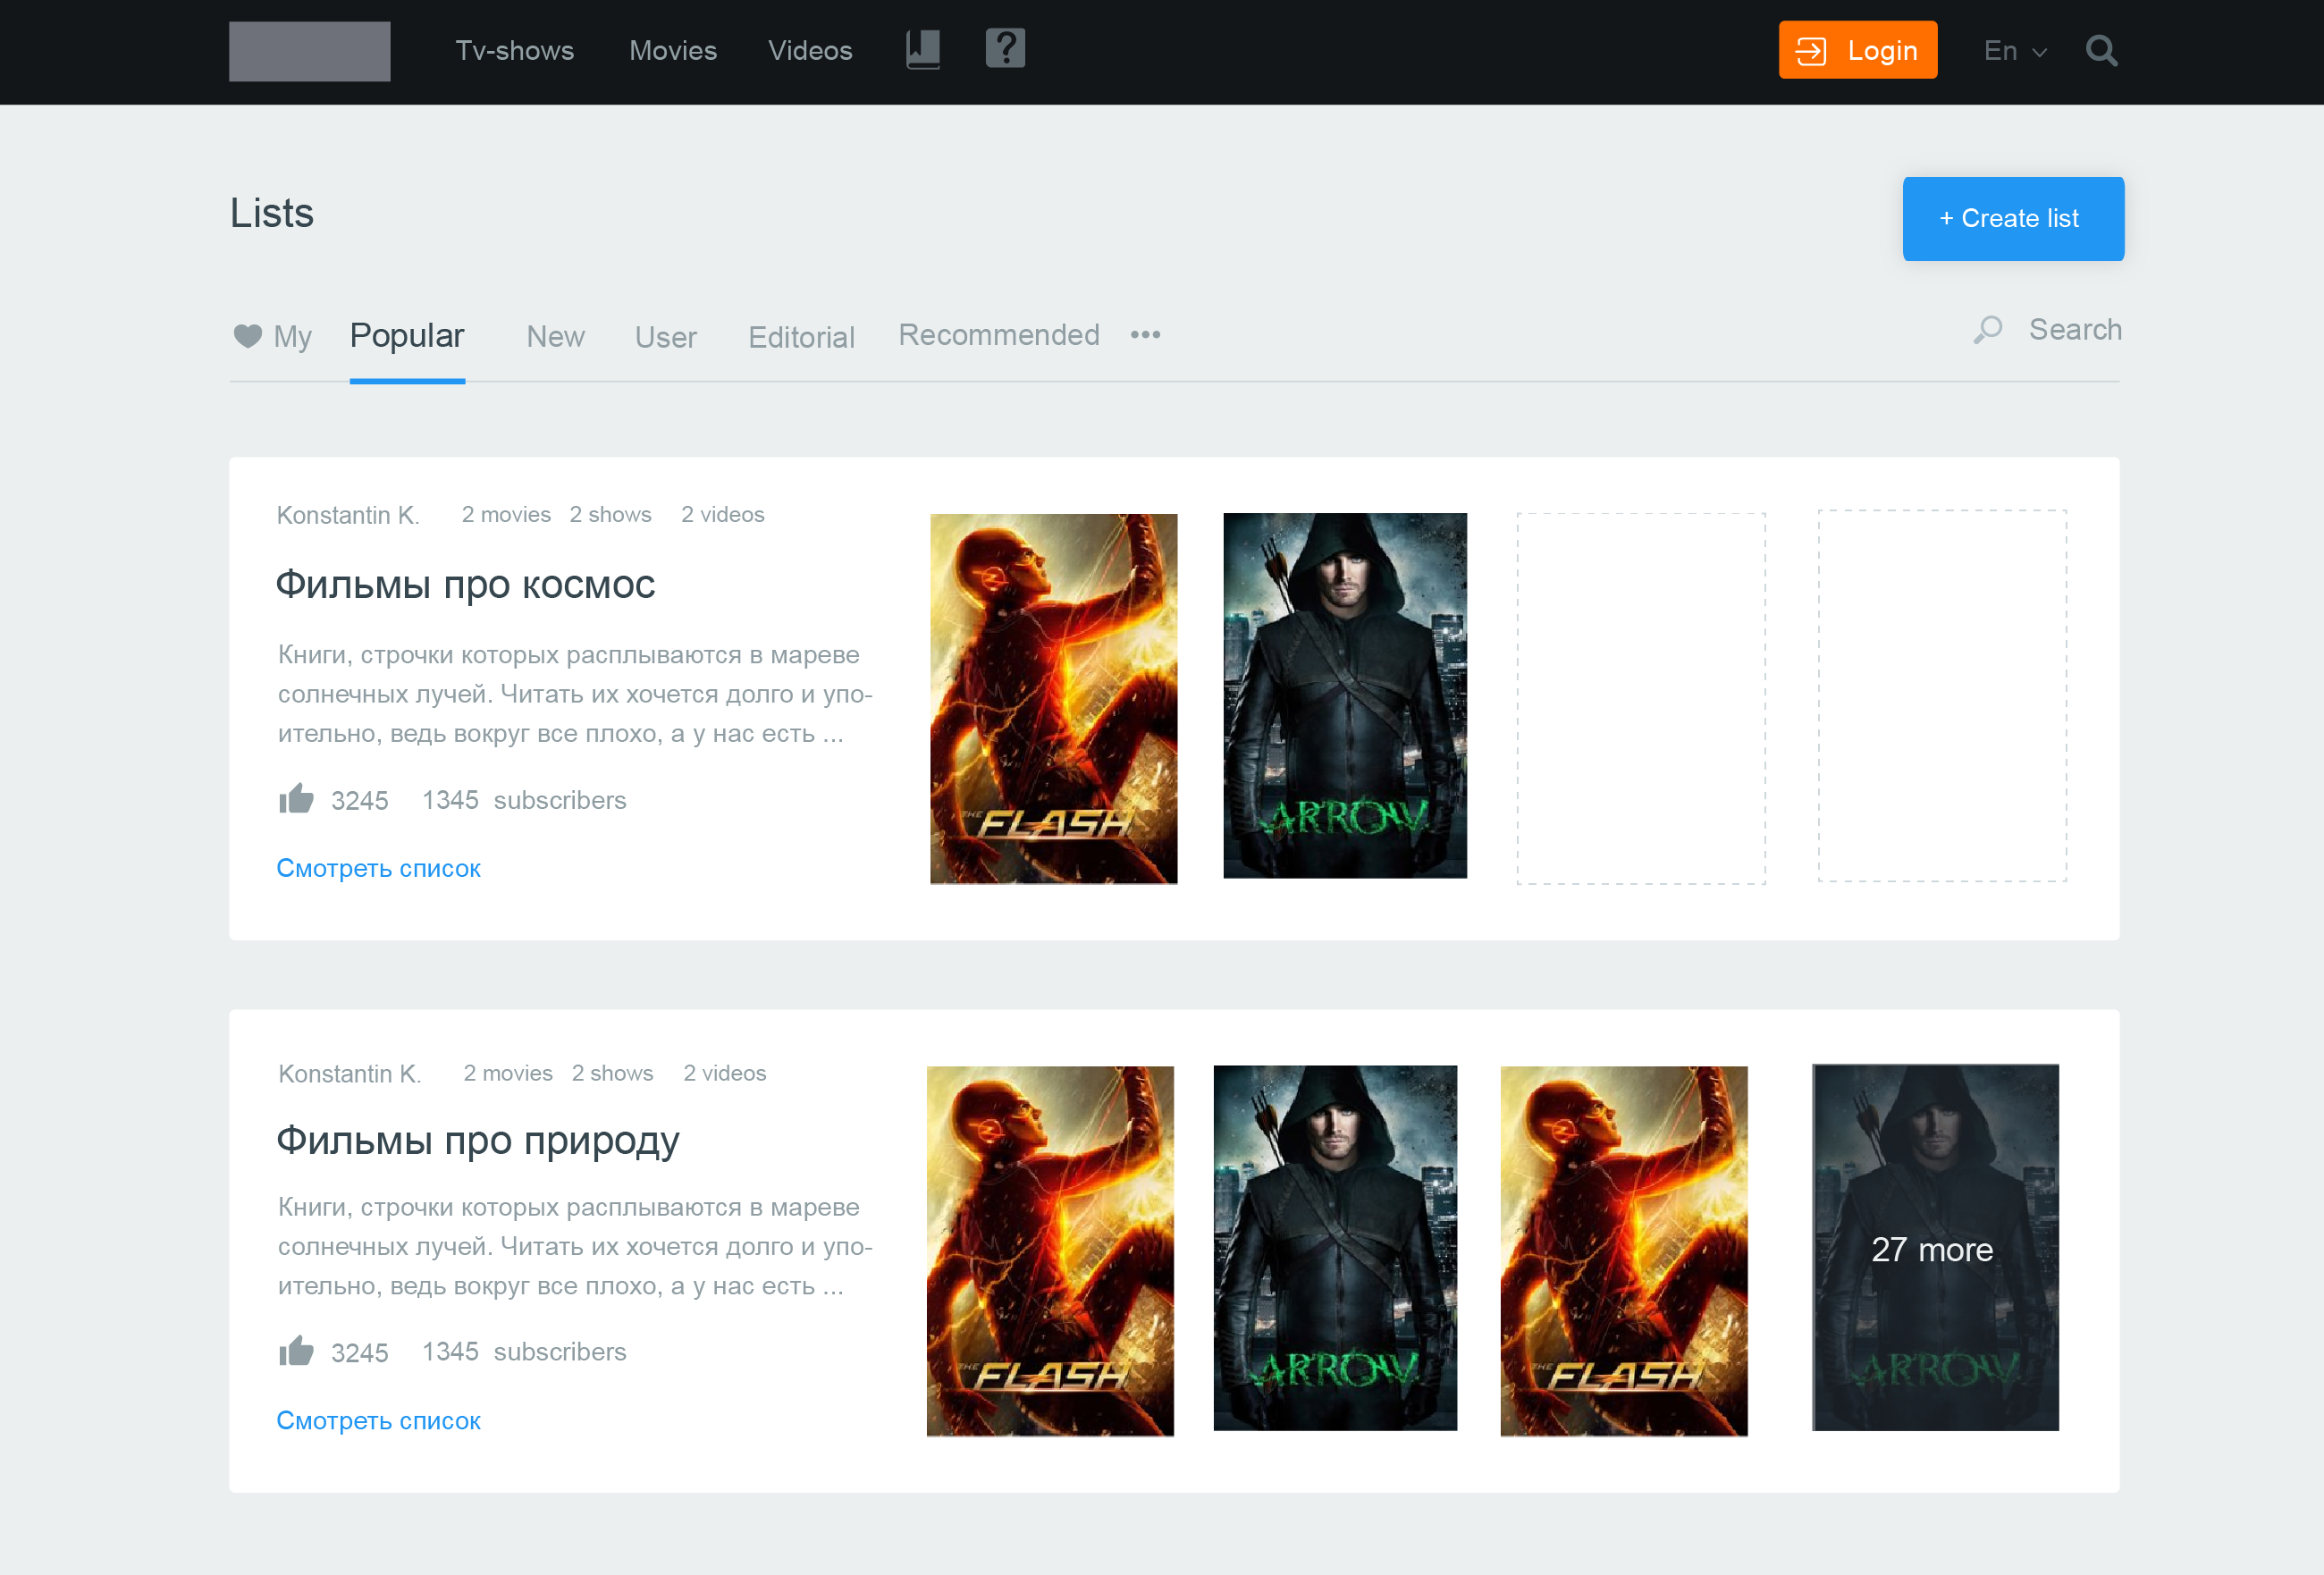 Tv-shows Movies Videos Login En
Lists
+ Create list
My Popular New User Editorial Recommended ••• Search
Konstantin K. 2 movies 2 shows 2 videos
Фильмы про космос
Книги, строчки которых расплываются в мареве
солнечных лучей. Читать их хочется долго и упо-
ительно, ведь вокруг все плохо, а у нас есть ...
3245 1345 subscribers
Смотреть список
THE
FLASH
ARROW
Konstantin K. 2 movies 2 shows 2 videos
Фильмы про природу
Книги, строчки которых расплываются в мареве
солнечных лучей. Читать их хочется долго и упо-
ительно, ведь вокруг все плохо, а у нас есть ...
3245 1345 subscribers
Смотреть список
THE
FLASH
ARROW
THE
FLASH
27 more
ARROW